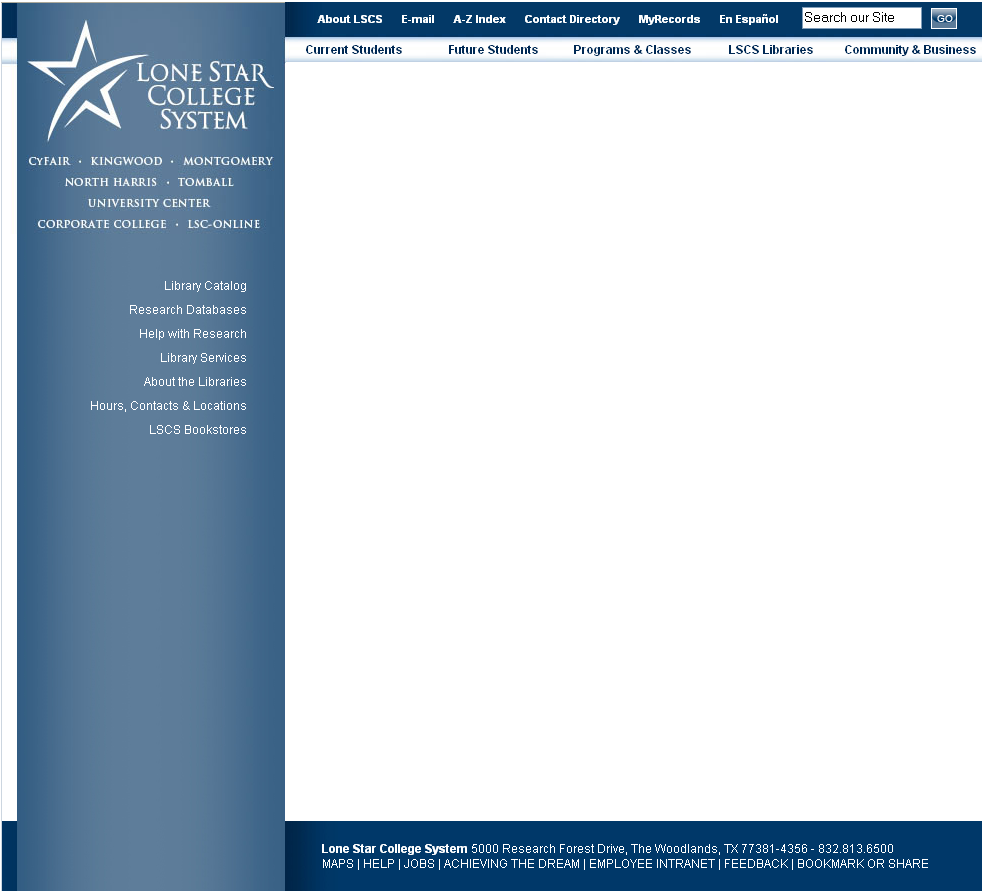 About LSCS E-mail A-Z Index Contact Directory MyRecords En Español Search our Site GO
Current Students Future Students Programs & Classes LSCS Libraries Community & Business
LONE STAR
COLLEGE
SYSTEM
CYFAIR · KINGWOOD · MONTGOMERY
NORTH HARRIS · TOMBALL
UNIVERSITY CENTER
CORPORATE COLLEGE · LSC-ONLINE
Library Catalog
Research Databases
Help with Research
Library Services
About the Libraries
Hours, Contacts & Locations
LSCS Bookstores
Lone Star College System 5000 Research Forest Drive, The Woodlands, TX 77381-4356 - 832.813.6500
MAPS | HELP | JOBS | ACHIEVING THE DREAM | EMPLOYEE INTRANET | FEEDBACK | BOOKMARK OR SHARE